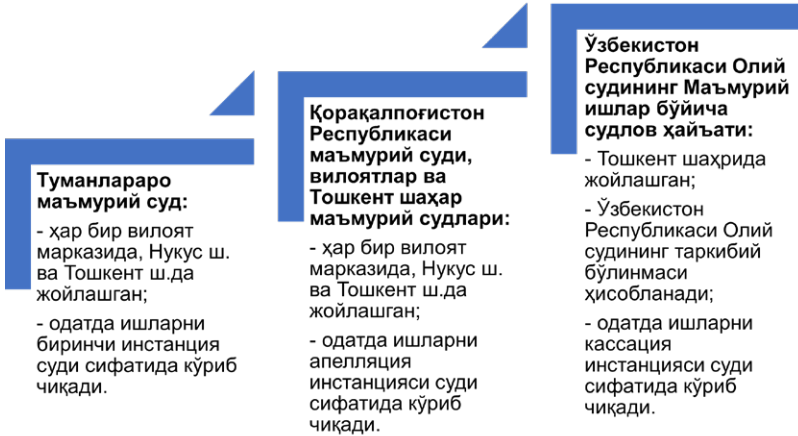 Туманлараро
маъмурий суд:
- ҳар бир вилоят
марказида, Нукус ш.
ва Тошкент ш.да
жойлашган;
- одатда ишларни
биринчи инстанция
суди сифатида кўриб
чиқади.
Қорақалпоғистон
Республикаси
маъмурий суди,
вилоятлар ва
Тошкент шаҳар
маъмурий судлари:
- ҳар бир вилоят
марказида, Нукус ш.
ва Тошкент ш.да
жойлашган;
- одатда ишларни
апелляция
инстанцияси суди
сифатида кўриб
чиқади.
Ўзбекистон
Республикаси Олий
судининг Маъмурий
ишлар бўйича
судлов ҳайъати:
- Тошкент шаҳрида
жойлашган;
- Ўзбекистон
Республикаси Олий
судининг таркибий
бўлинмаси
ҳисобланади;
- одатда ишларни
кассация
инстанцияси суди
сифатида кўриб
чиқади.